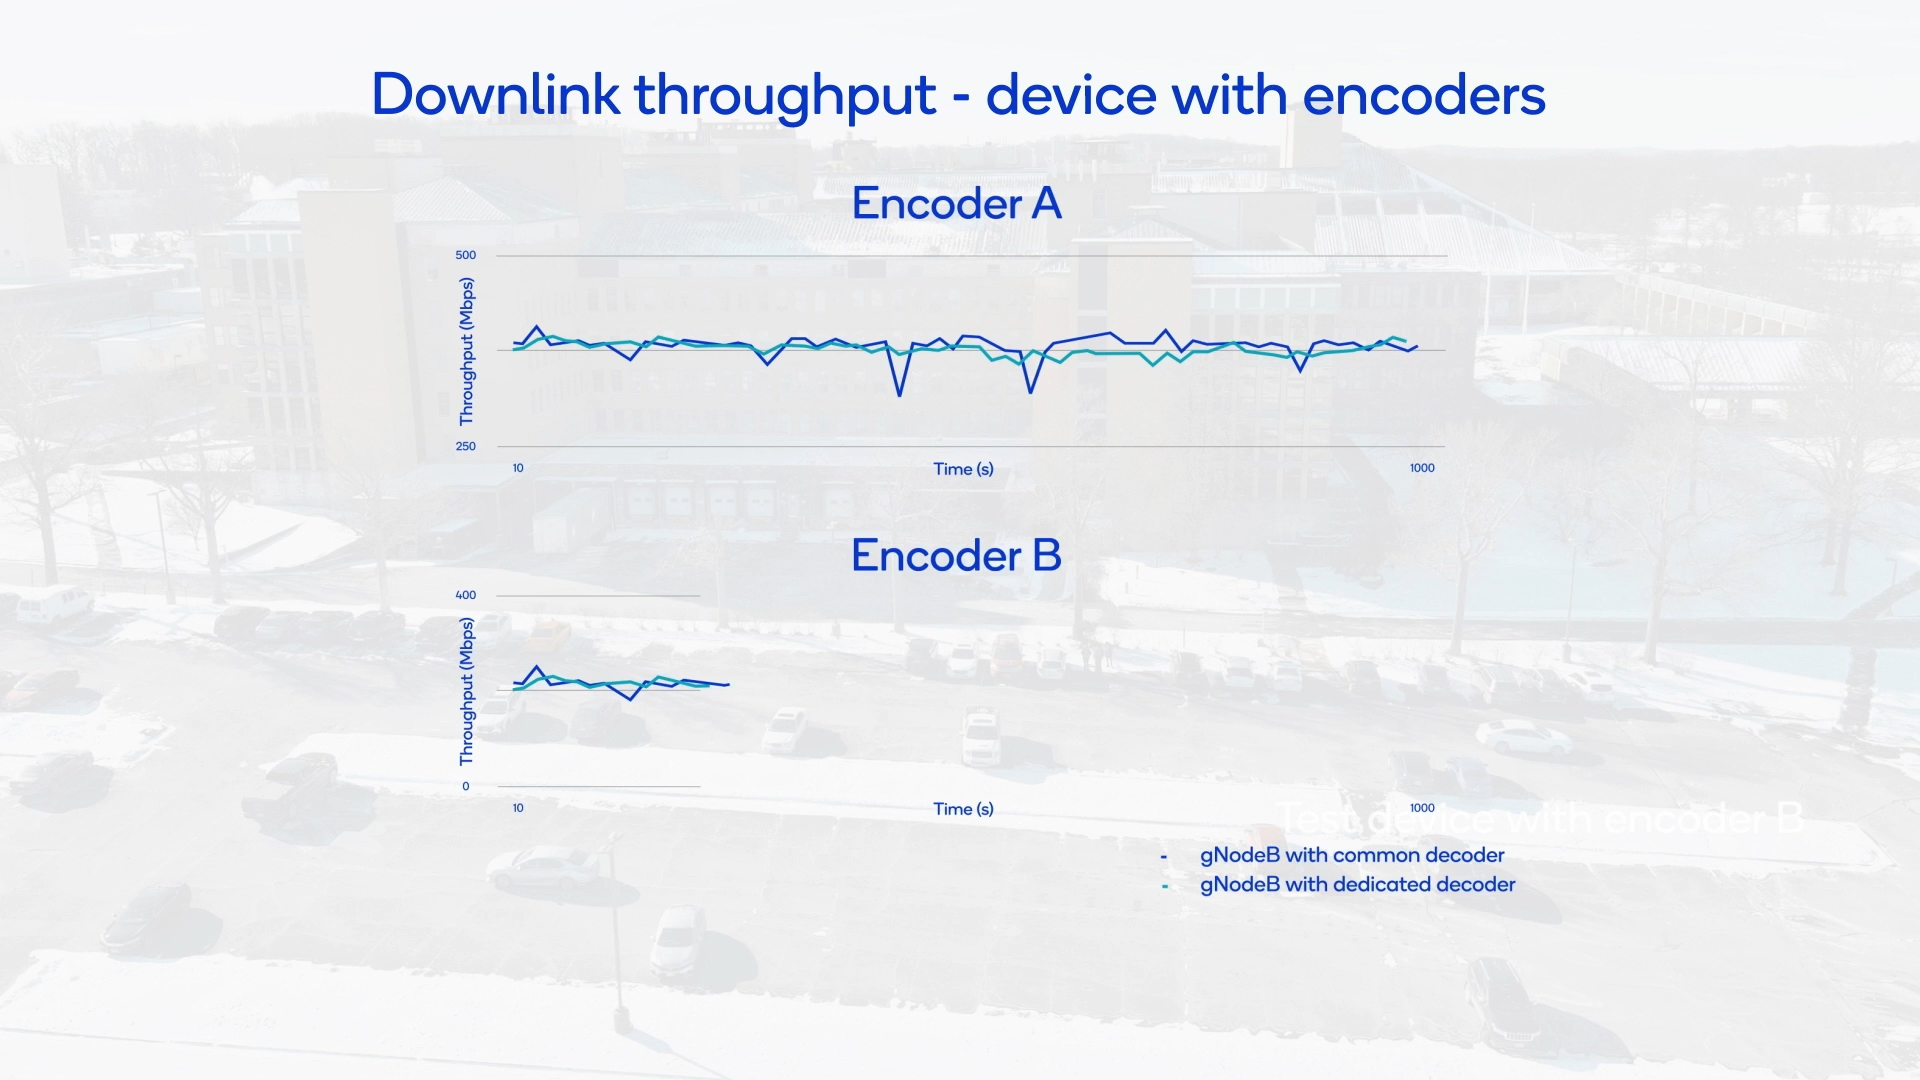 Downlink throughput - device with encoders
Encoder A
500
Throughput (Mbps)
250
10
Time (s)
1000
Encoder B
400
Throughput (Mbps)
0
10
Time (s)
1000
Test device with encoder B
- gNodeB with common decoder
- gNodeB with dedicated decoder